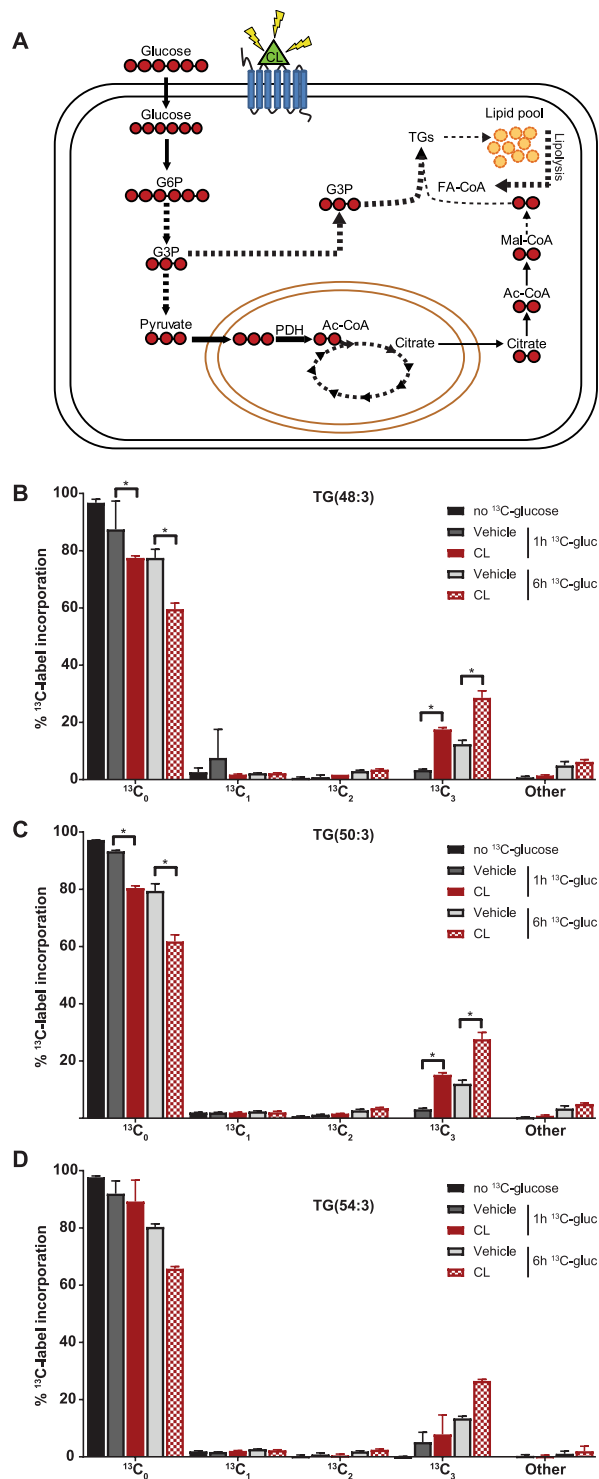 A
Glucose
CL
Glucose
Lipid pool
TGs
Lipolysis
G6P
G3P
FA-CoA
G3P
Mal-CoA
Ac-CoA
Pyruvate
PDH
Ac-CoA
Citrate
Citrate
B
TG(48:3)
% ¹³C-label incorporation
100
80
60
40
20
0
* * * *
no ¹³C-glucose
Vehicle
CL
1h ¹³C-gluc
Vehicle
CL
6h ¹³C-gluc
¹³C₀ ¹³C₁ ¹³C₂ ¹³C₃ Other
C
TG(50:3)
% ¹³C-label incorporation
100
80
60
40
20
* * * *
no ¹³C-glucose
Vehicle
CL
1h ¹³C-gluc
Vehicle
CL
6h ¹³C-gluc
¹³C₀ ¹³C₁ ¹³C₂ ¹³C₃ Other
D
TG(54:3)
% ¹³C-label incorporation
100
80
60
40
20
0
no ¹³C-glucose
Vehicle
CL
1h ¹³C-gluc
Vehicle
CL
6h ¹³C-gluc
¹³C₀ ¹³C₁ ¹³C₂ ¹³C₃ Other